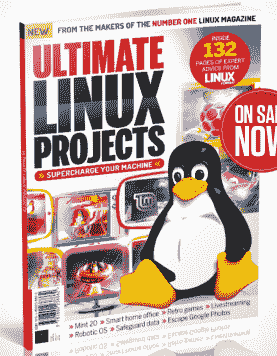 NEW
FROM THE MAKERS OF THE NUMBER ONE LINUX MAGAZINE
ULTIMATE
LINUX
PROJECTS
» SUPERCHARGE YOUR MACHINE «
INSIDE
132
PAGES OF EXPERT
ADVICE FROM
LINUX
ON SAL
NOW
» Mint 20 » Smart home office » Retro games » Livestreaming
» Robotic OS » Safeguard data » Escape Google Photos